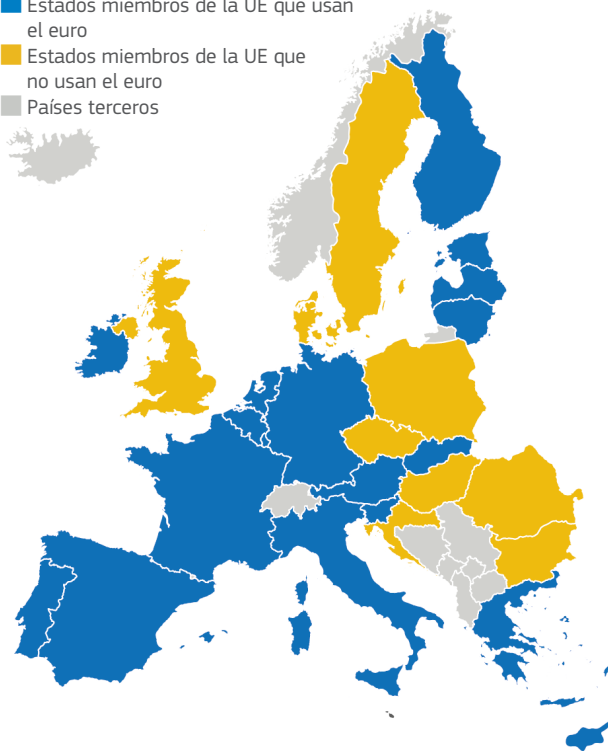 Estados miembros de la UE que usan
el euro
Estados miembros de la UE que
no usan el euro
Países terceros